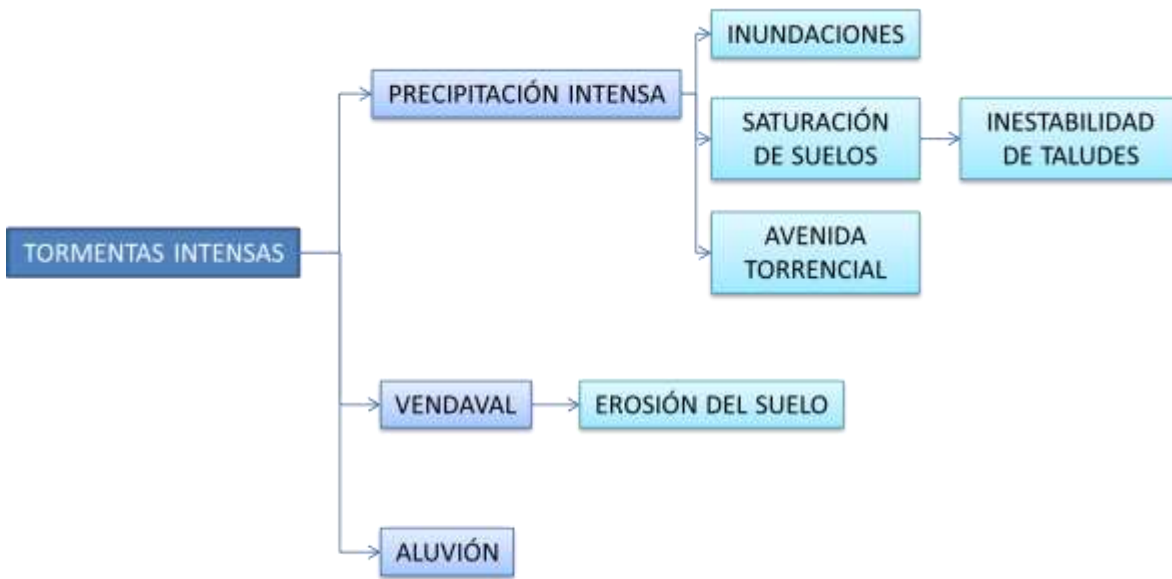 INUNDACIONES
PRECIPITACIÓN INTENSA
SATURACIÓN
DE SUELOS
INESTABILIDAD
DE TALUDES
AVENIDA
TORRENCIAL
TORMENTAS INTENSAS
VENDAVAL
EROSIÓN DEL SUELO
ALUVIÓN